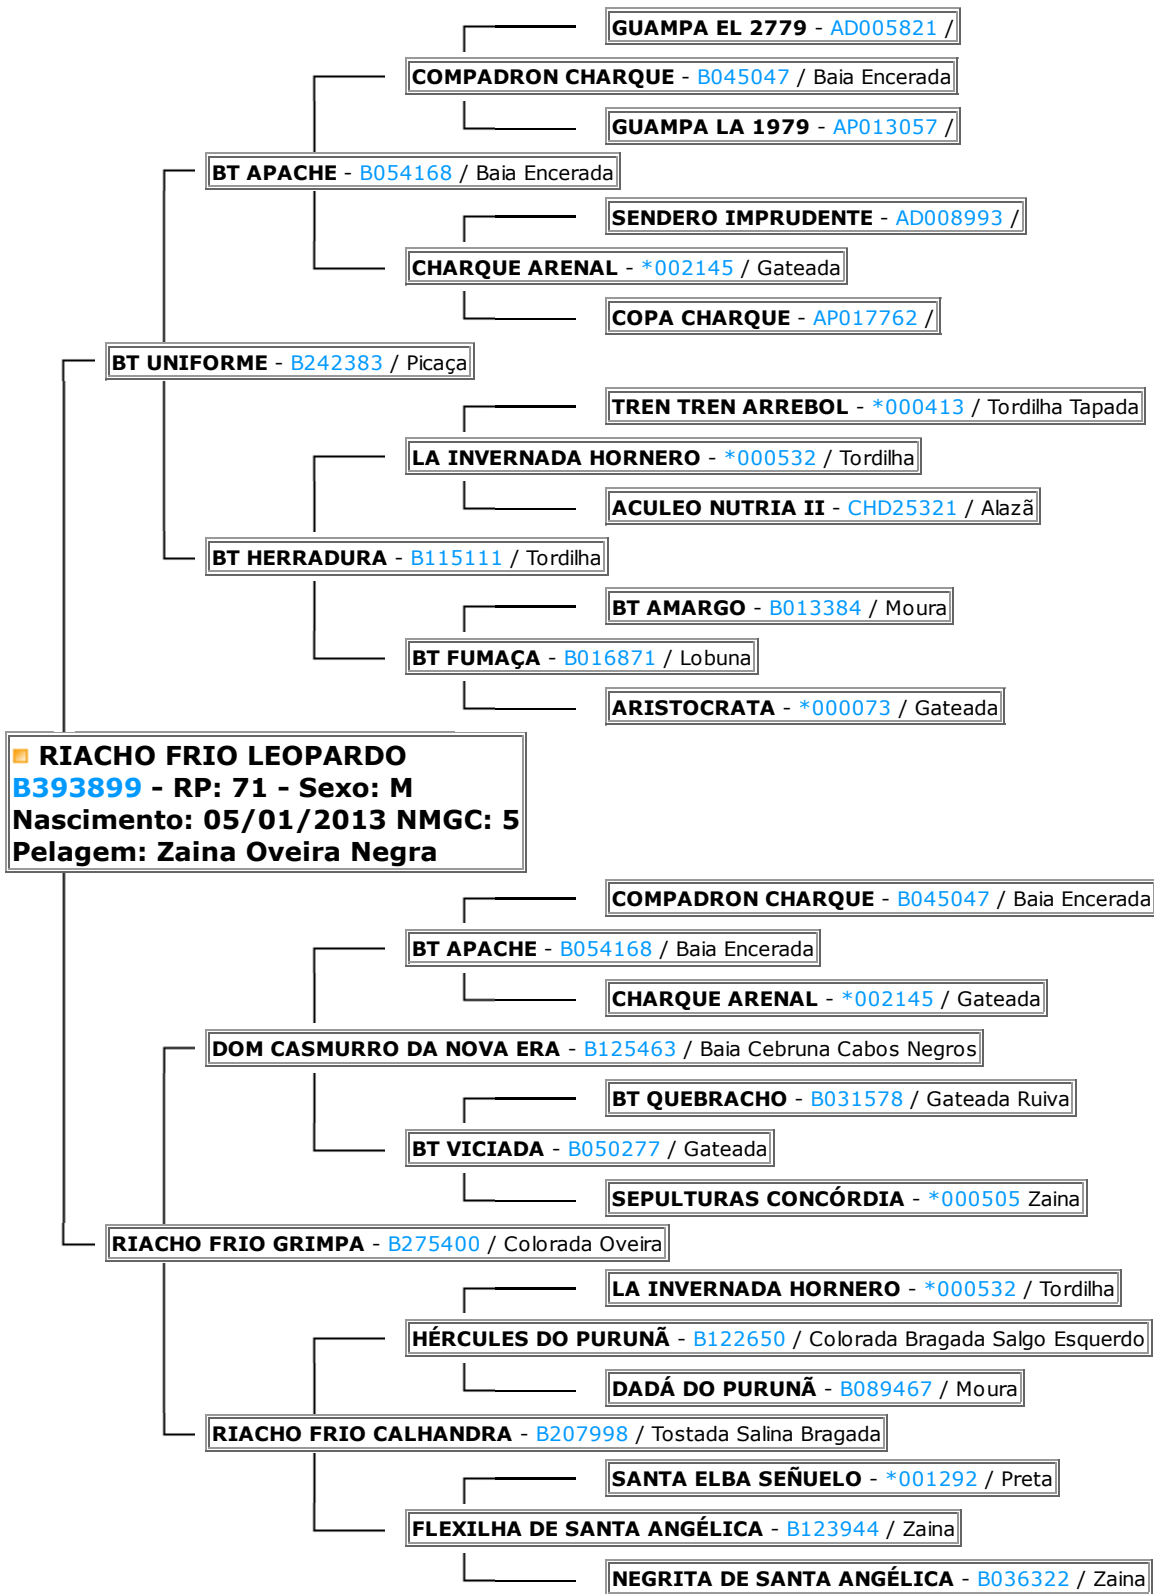 GUAMPA EL 2779 - AD005821 /
COMPADRON CHARQUE - B045047 / Baia Encerada
GUAMPA LA 1979 - AP013057 /
BT APACHE - B054168 / Baia Encerada
SENDERO IMPRUDENTE - AD008993 /
CHARQUE ARENAL - *002145 / Gateada
COPA CHARQUE - AP017762 /
BT UNIFORME - B242383 / Picaça
TREN TREN ARREBOL - *000413 / Tordilha Tapada
LA INVERNADA HORNERO - *000532 / Tordilha
ACULEO NUTRIA II - CHD25321 / Alazã
BT HERRADURA - B115111 / Tordilha
BT AMARGO - B013384 / Moura
BT FUMAÇA - B016871 / Lobuna
ARISTOCRATA - *000073 / Gateada
RIACHO FRIO LEOPARDO
B393899 - RP: 71 - Sexo: M
Nascimento: 05/01/2013 NMGC: 5
Pelagem: Zaina Oveira Negra
COMPADRON CHARQUE - B045047 / Baia Encerada
BT APACHE - B054168 / Baia Encerada
CHARQUE ARENAL - *002145 / Gateada
DOM CASMURRO DA NOVA ERA - B125463 / Baia Cebruna Cabos Negros
BT QUEBRACHO - B031578 / Gateada Ruiva
BT VICIADA - B050277 / Gateada
SEPULTURAS CONCÓRDIA - *000505 Zaina
RIACHO FRIO GRIMPA - B275400 / Colorada Oveira
LA INVERNADA HORNERO - *000532 / Tordilha
HÉRCULES DO PURUNÃ - B122650 / Colorada Bragada Salgo Esquerdo
DADÁ DO PURUNÃ - B089467 / Moura
RIACHO FRIO CALHANDRA - B207998 / Tostada Salina Bragada
SANTA ELBA SEÑUELO - *001292 / Preta
FLEXILHA DE SANTA ANGÉLICA - B123944 / Zaina
NEGRITA DE SANTA ANGÉLICA - B036322 / Zaina